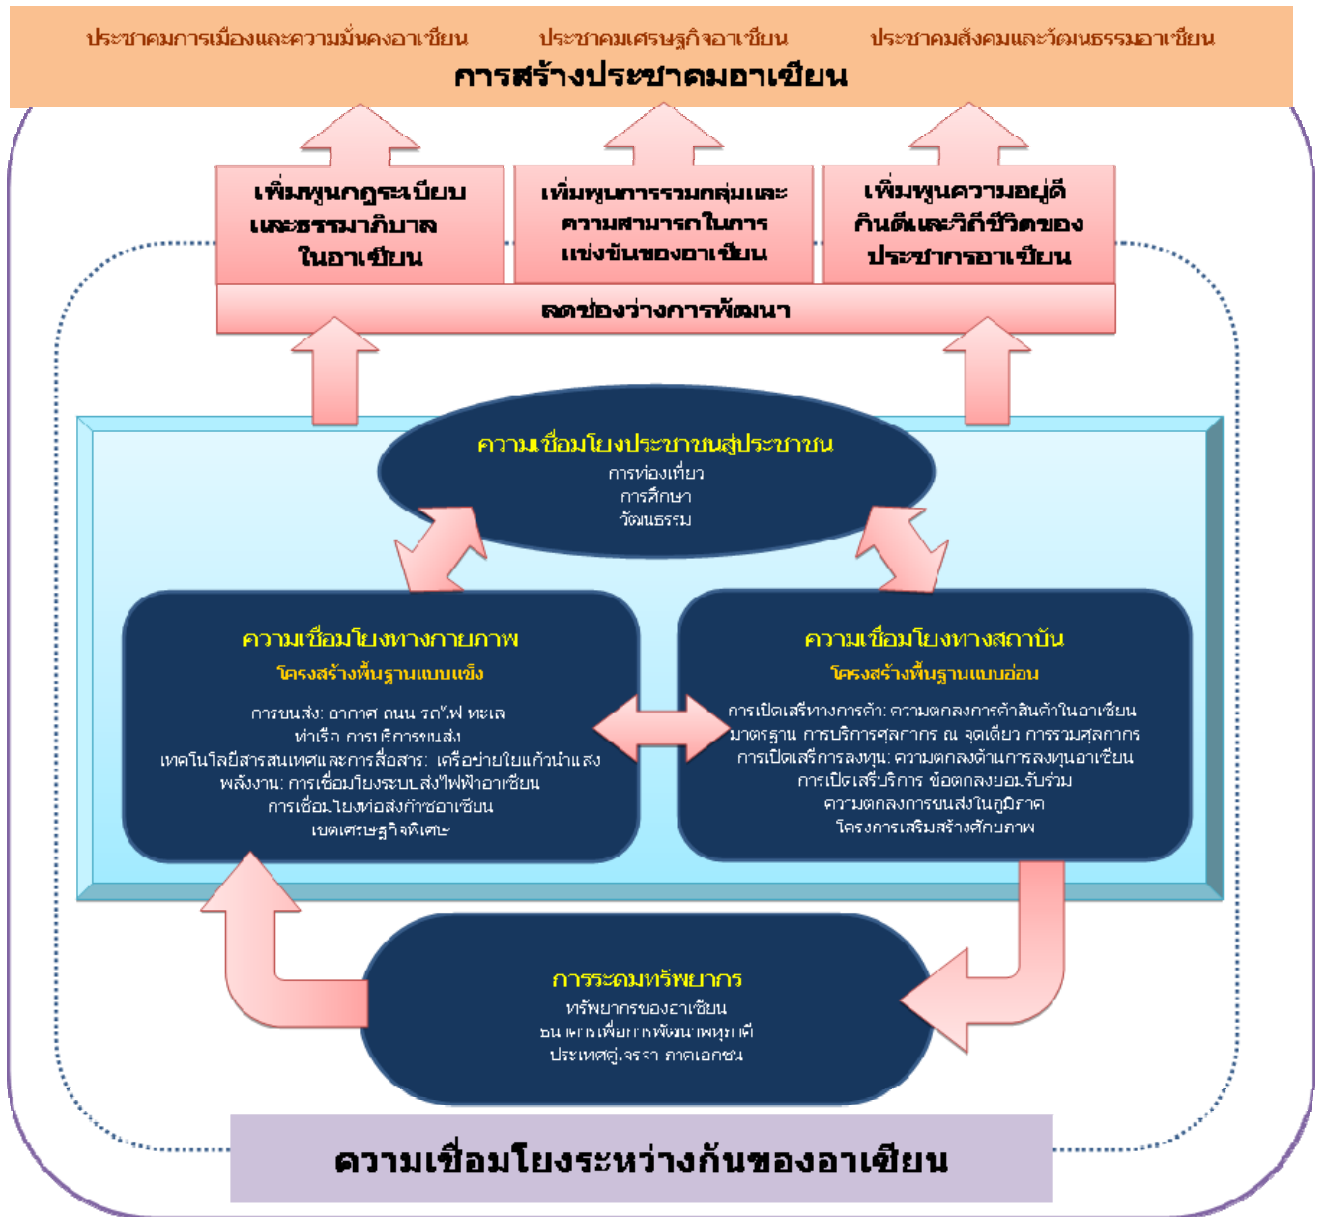 ประชาคมการเมืองและความมั่นคงอาเซียน ประชาคมเศรษฐกิจอาเซียน ประชาคมสังคมและวัฒนธรรมอาเซียน
การสร้างประชาคมอาเซียน
เพิ่มพูนกฎระเบียบ
และธรรมาภิบาล
ในอาเซียน
เพิ่มพูนการรวมกลุ่มและ
ความสามารถในการ
แข่งขันของอาเซียน
เพิ่มพูนความอยู่ดี
กินดีและวิถีชีวิตของ
ประชากรอาเซียน
ลดช่องว่างการพัฒนา
ความเชื่อมโยงประชาชนสู่ประชาชน
การท่องเที่ยว
การศึกษา
วัฒนธรรม
ความเชื่อมโยงทางกายภาพ
โครงสร้างพื้นฐานแบบแข็ง
การขนส่ง: อากาศ ถนน รถไฟ ทะเล
ท่าเรือ การบริการขนส่ง
เทคโนโลยีสารสนเทศและการสื่อสาร: เครือข่ายใยแก้วนำแสง
พลังงาน: การเชื่อมโยงระบบส่งไฟฟ้าอาเซียน
การเชื่อมโยงท่อส่งก๊าซอาเซียน
เขตเศรษฐกิจพิเศษ
ความเชื่อมโยงทางสถาบัน
โครงสร้างพื้นฐานแบบอ่อน
การเปิดเสรีทางการค้า: ความตกลงการค้าสินค้าในอาเซียน
มาตรฐาน การบริการศุลกากร ณ จุดเดียว การรวมศุลกากร
การเปิดเสรีการลงทุน: ความตกลงด้านการลงทุนอาเซียน
การเปิดเสรีบริการ ข้อตกลงยอมรับร่วม
ความตกลงการขนส่งในภูมิภาค
โครงการเสริมสร้างศักยภาพ
การระดมทรัพยากร
ทรัพยากรของอาเซียน
ธนาคารเพื่อการพัฒนาพหุภาคี
ประเทศคู่เจรจา ภาคเอกชน
ความเชื่อมโยงระหว่างกันของอาเซียน